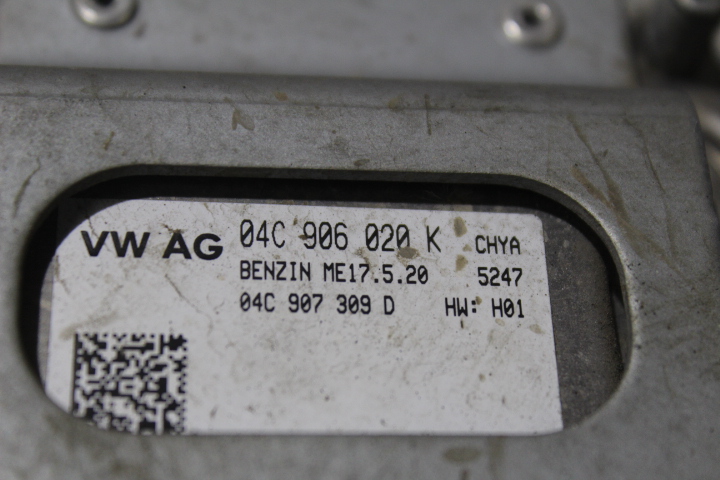 VW AG 04C 906 020 K CHYA
BENZIN ME17.5.20 5247
04C 907 309 D HW: H01